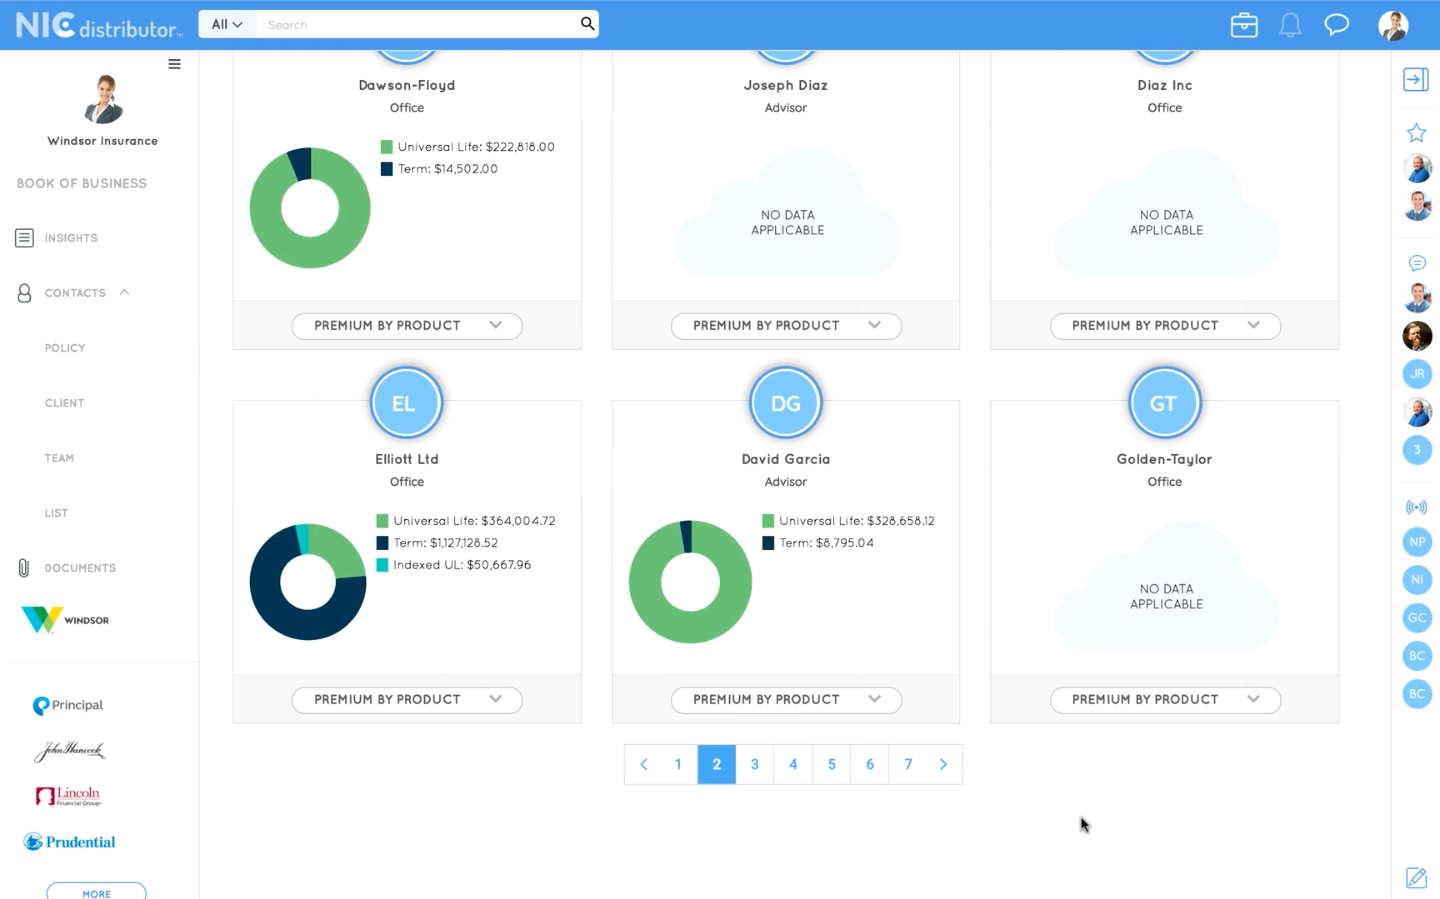 NIC distributor
All
Search
Windsor Insurance
BOOK OF BUSINESS
INSIGHTS
CONTACTS
POLICY
CLIENT
TEAM
LIST
DOCUMENTS
WINDSOR
Principal
John Hancock
Lincoln
Financial Group
Prudential
MORE
Dawson-Floyd
Office
Universal Life: $222,818.00
Term: $14,502.00
PREMIUM BY PRODUCT
Joseph Diaz
Advisor
NO DATA
APPLICABLE
PREMIUM BY PRODUCT
Diaz Inc
Office
NO DATA
APPLICABLE
PREMIUM BY PRODUCT
EL
Elliott Ltd
Office
Universal Life: $364,004.72
Term: $1,127,128.52
Indexed UL: $50,667.96
PREMIUM BY PRODUCT
DG
David Garcia
Advisor
Universal Life: $328,658.12
Term: $8,795.04
PREMIUM BY PRODUCT
GT
Golden-Taylor
Office
NO DATA
APPLICABLE
PREMIUM BY PRODUCT
1 2 3 4 5 6 7
JR
3
NP
NI
GC
BC
BC